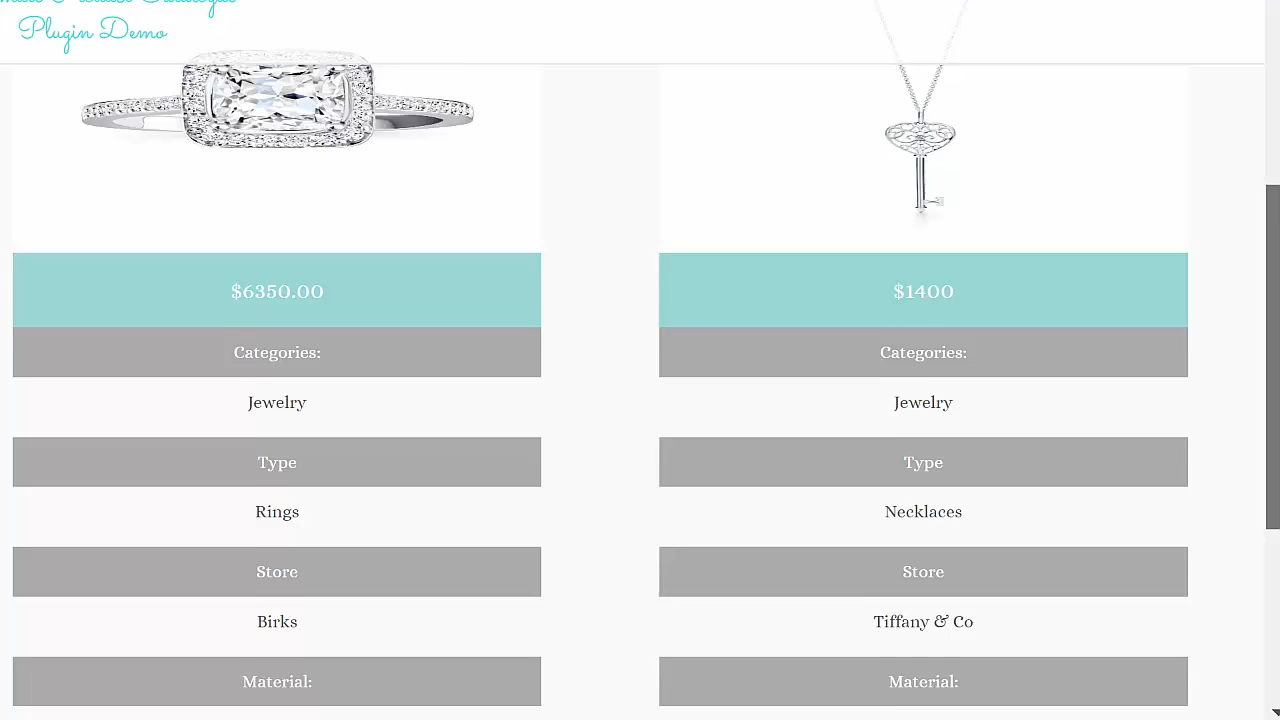 Plugin Demo
$6350.00
Categories:
Jewelry
Type
Rings
Store
Birks
Material:
$1400
Categories:
Jewelry
Type
Necklaces
Store
Tiffany & Co
Material: